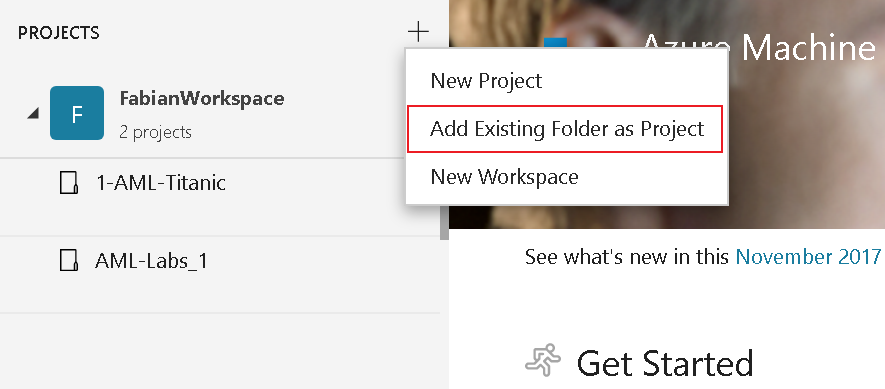 PROJECTS
Azure Machine
New Project
F
FabianWorkspace
2 projects
Add Existing Folder as Project
New Workspace
1-AML-Titanic
AML-Labs_1
See what's new in this November 2017
Get Started